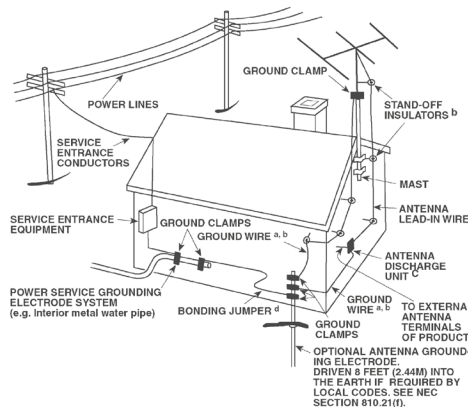 GROUND CLAMP
POWER LINES
STAND-OFF
INSULATORS b
SERVICE
ENTRANCE
CONDUCTORS
MAST
ANTENNA
LEAD-IN WIRE
SERVICE ENTRANCE
EQUIPMENT
GROUND CLAMPS
GROUND WIRE a, b
ANTENNA
DISCHARGE
UNIT C
POWER SERVICE GROUNDING
ELECTRODE SYSTEM
(e.g. Interior metal water pipe)
BONDING JUMPER d
GROUND
WIRE a, b
TO EXTERNA
ANTENNA
TERMINALS
OF PRODUCT
GROUND
CLAMPS
OPTIONAL ANTENNA GROUND-
ING ELECTRODE.
DRIVEN 8 FEET (2.44M) INTO
THE EARTH IF REQUIRED BY
LOCAL CODES. SEE NEC
SECTION 810.21(f).